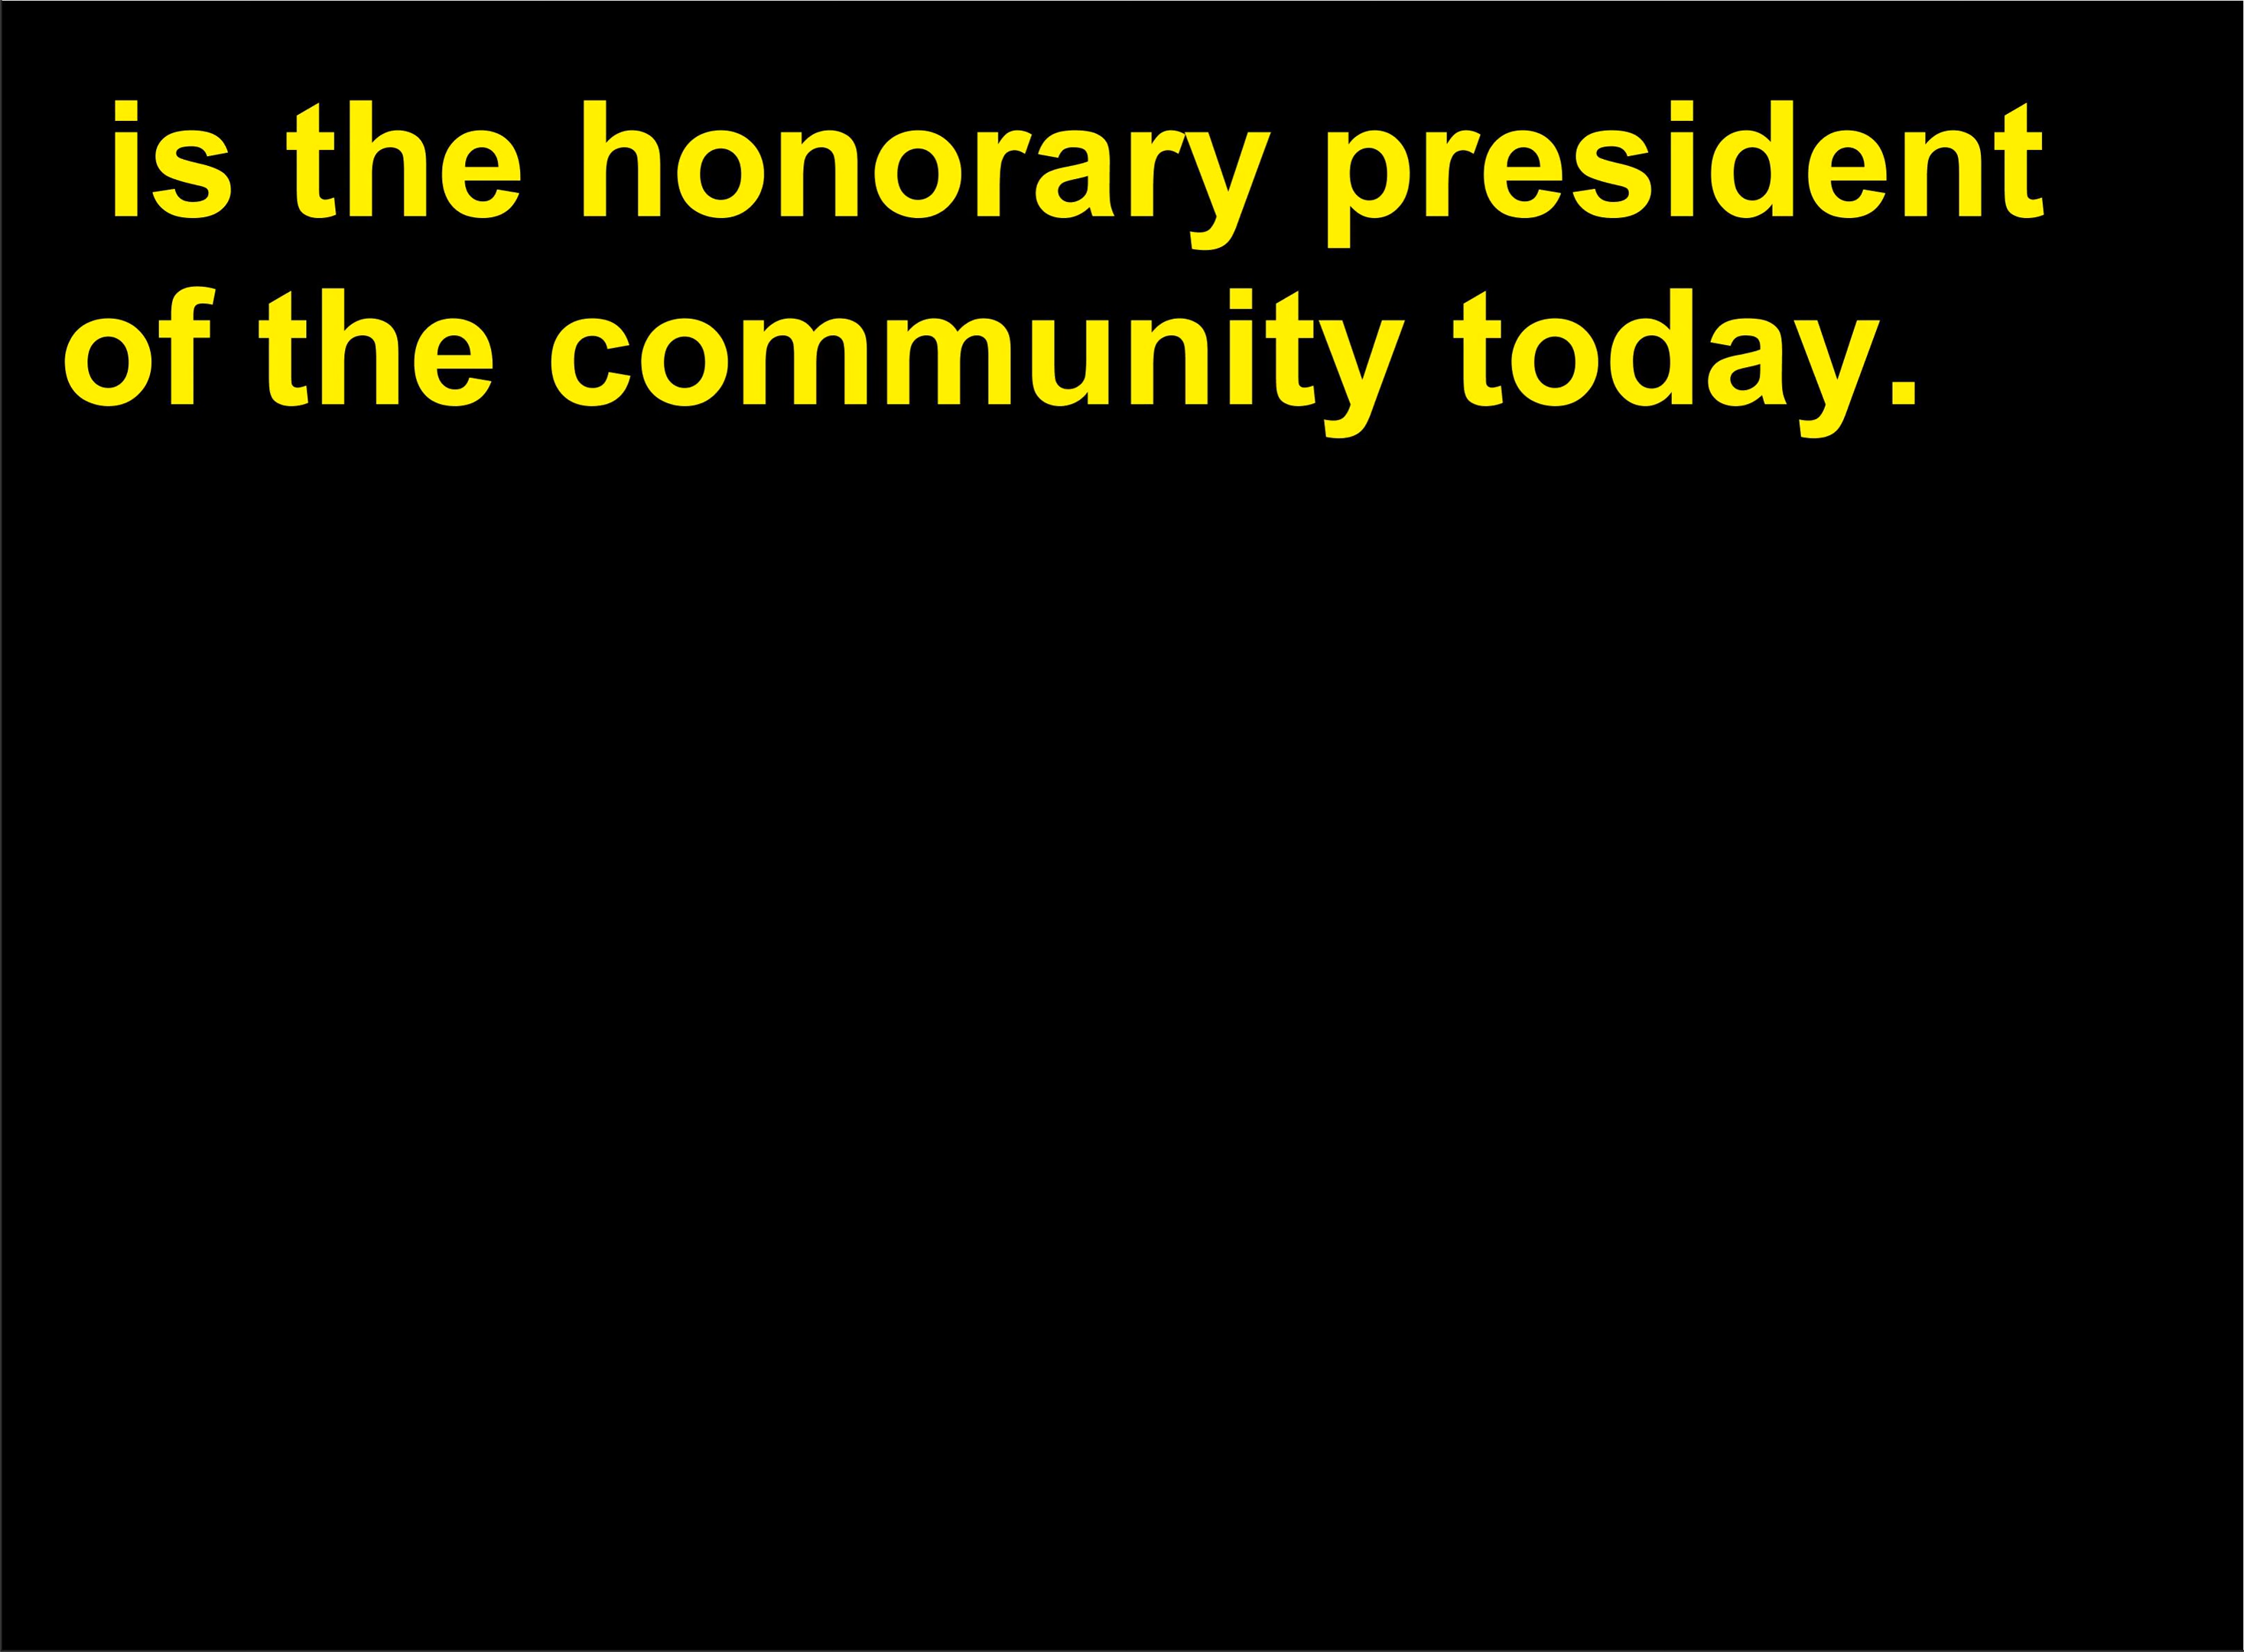 is the honorary president
of the community today.